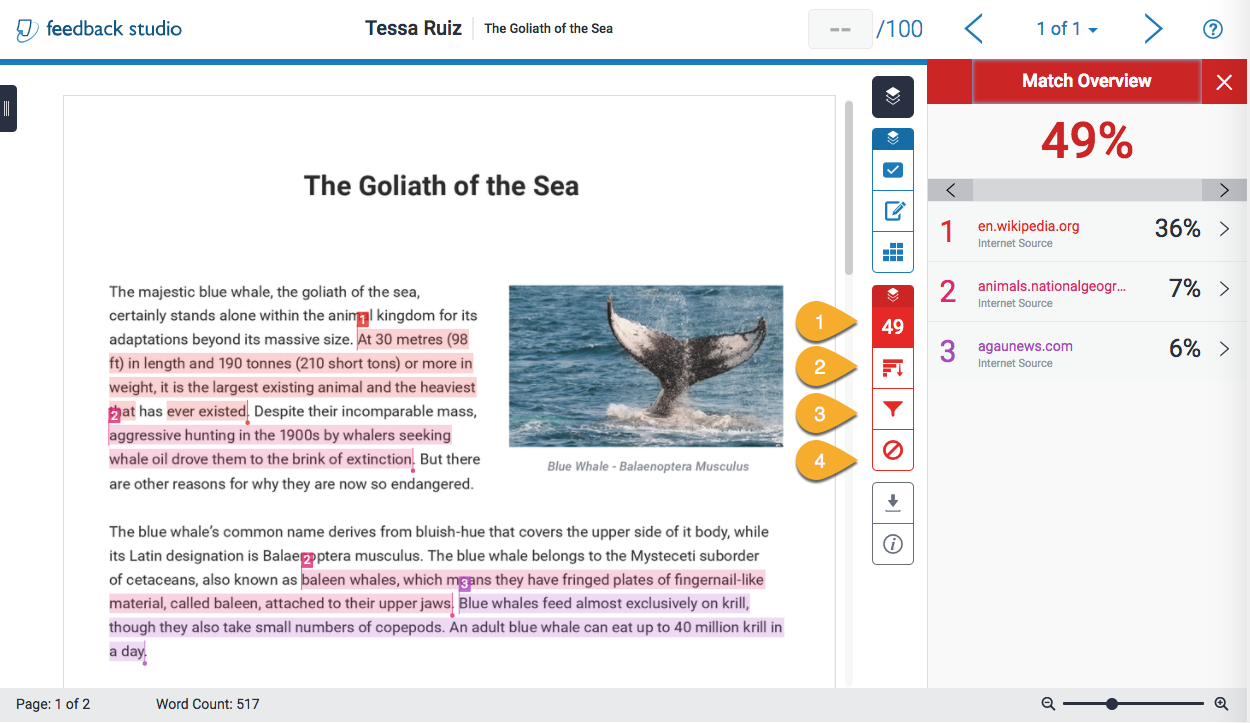 feedback studio
Tessa Ruiz
The Goliath of the Sea
--
/100
1 of 1
?
Match Overview
49%
1 en.wikipedia.org 36%
Internet Source
2 animals.nationalgeogr... 7%
Internet Source
3 agaunews.com 6%
Internet Source
49
1
2
3
4
i
The Goliath of the Sea
The majestic blue whale, the goliath of the sea,
certainly stands alone within the animal kingdom for its
1
adaptations beyond its massive size. At 30 metres (98
ft) in length and 190 tonnes (210 short tons) or more in
weight, it is the largest existing animal and the heaviest
that has ever existed. Despite their incomparable mass,
2
aggressive hunting in the 1900s by whalers seeking
whale oil drove them to the brink of extinction. But there
are other reasons for why they are now so endangered.
Blue Whale - Balaenoptera Musculus
The blue whale's common name derives from bluish-hue that covers the upper side of it body, while
its Latin designation is Balaenoptera musculus. The blue whale belongs to the Mysteceti suborder
2
of cetaceans, also known as baleen whales, which means they have fringed plates of fingernail-like
3
material, called baleen, attached to their upper jaws. Blue whales feed almost exclusively on krill,
though they also take small numbers of copepods. An adult blue whale can eat up to 40 million krill in
a day.
Page: 1 of 2
Word Count: 517